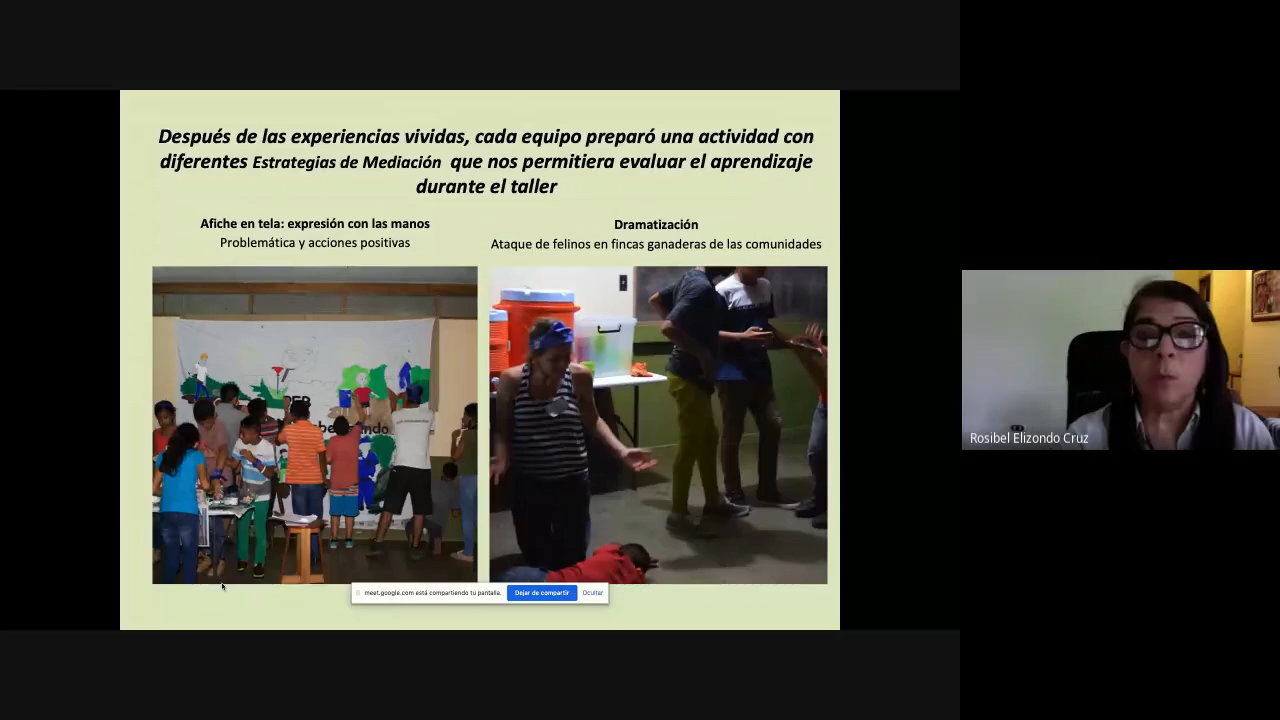 Después de las experiencias vividas, cada equipo preparó una actividad con
diferentes Estrategias de Mediación que nos permitiera evaluar el aprendizaje
durante el taller
Afiche en tela: expresión con las manos
Problemática y acciones positivas
Dramatización
Ataque de felinos en fincas ganaderas de las comunidades
meet.google.com está compartiendo tu pantalla.
Dejar de compartir
Ocultar
Rosibel Elizondo Cruz